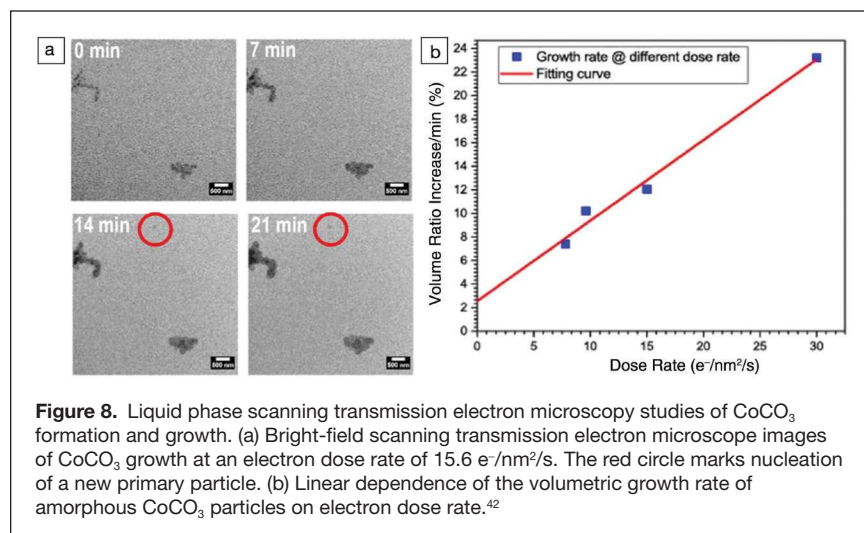 a
0 min
7 min
500 nm
500 nm
14 min
21 min
500 nm
500 nm
b
Growth rate @ different dose rate
Fitting curve
Volume Ratio Increase/min (%)
24
22
20
18
16
14
12
10
8
6
4
2
0
0 5 10 15 20 25 30
Dose Rate (e⁻/nm²/s)
Figure 8. Liquid phase scanning transmission electron microscopy studies of CoCO₃
formation and growth. (a) Bright-field scanning transmission electron microscope images
of CoCO₃ growth at an electron dose rate of 15.6 e⁻/nm²/s. The red circle marks nucleation
of a new primary particle. (b) Linear dependence of the volumetric growth rate of
amorphous CoCO₃ particles on electron dose rate.⁴²